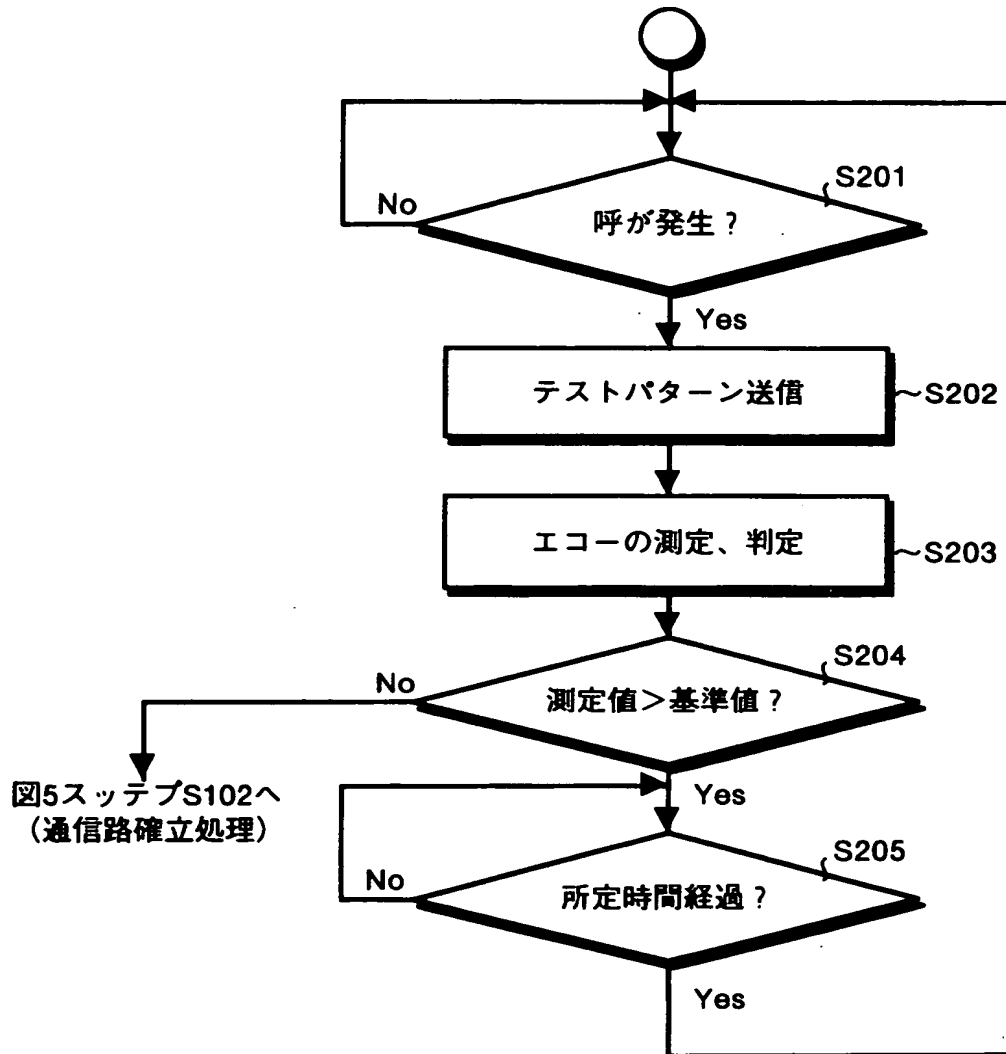 S201
No
呼が発生?
Yes
テストパターン送信
S202
エコーの測定、判定
S203
S204
No
測定値>基準値?
Yes
図5スッテプS102へ
(通信路確立処理)
S205
No
所定時間経過?
Yes